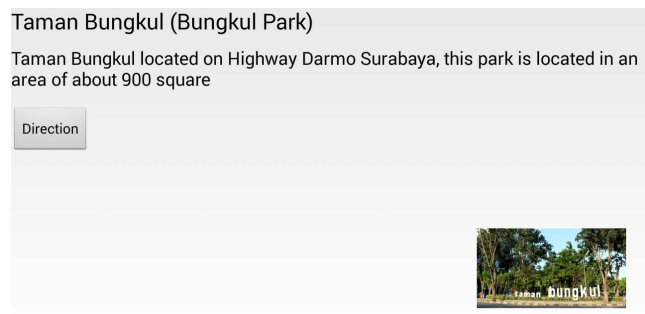 Taman Bungkul (Bungkul Park)
Taman Bungkul located on Highway Darmo Surabaya, this park is located in an
area of about 900 square
Direction
taman bungkul